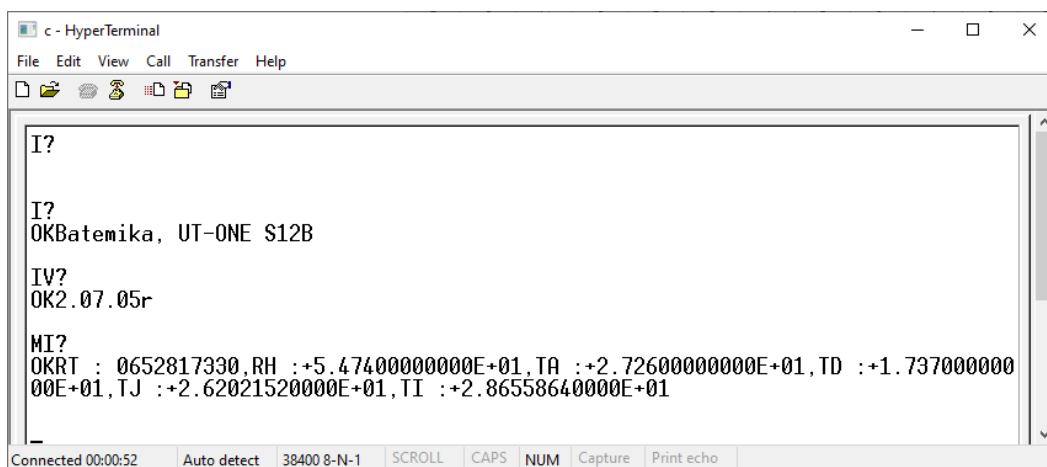 c - HyperTerminal
File Edit View Call Transfer Help
I?
I?
OKBatemika, UT-ONE S12B
IV?
OK2.07.05r
MI?
OKRT : 0652817330,RH :+5.47400000000E+01,TA :+2.72600000000E+01,TD :+1.737000000
00E+01,TJ :+2.62021520000E+01,TI :+2.86558640000E+01
Connected 00:00:52 Auto detect 38400 8-N-1 SCROLL CAPS NUM Capture Print echo